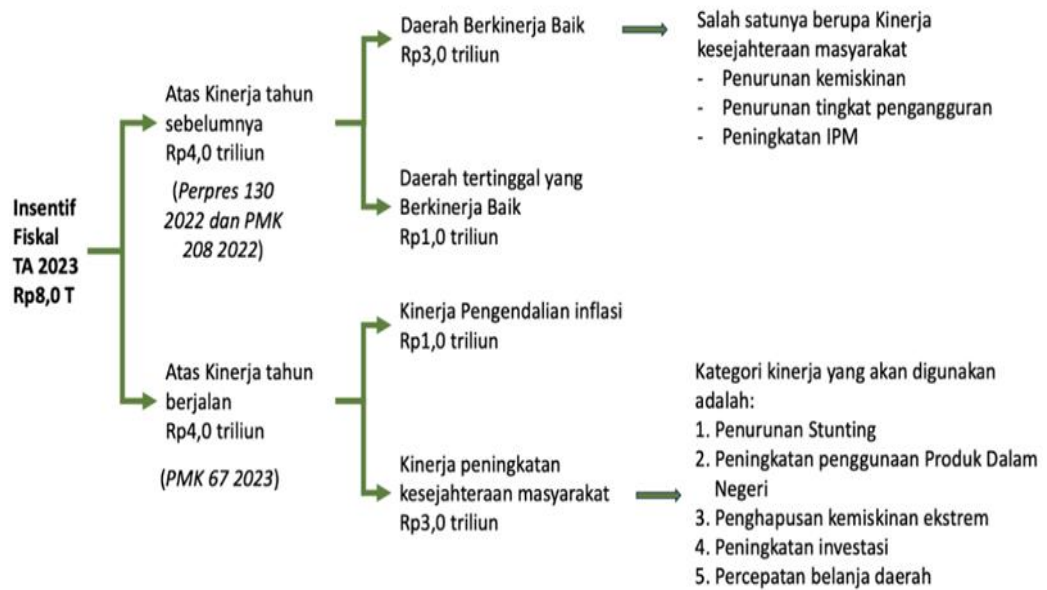 Insentif
Fiskal
TA 2023
Rp8,0 T
Atas Kinerja tahun
sebelumnya
Rp4,0 triliun
(Perpres 130
2022 dan PMK
208 2022)
Daerah Berkinerja Baik
Rp3,0 triliun
Salah satunya berupa Kinerja
kesejahteraan masyarakat
- Penurunan kemiskinan
- Penurunan tingkat pengangguran
- Peningkatan IPM
Daerah tertinggal yang
Berkinerja Baik
Rp1,0 triliun
Atas Kinerja tahun
berjalan
Rp4,0 triliun
(PMK 67 2023)
Kinerja Pengendalian inflasi
Rp1,0 triliun
Kinerja peningkatan
kesejahteraan masyarakat
Rp3,0 triliun
Kategori kinerja yang akan digunakan
adalah:
1. Penurunan Stunting
2. Peningkatan penggunaan Produk Dalam
Negeri
3. Penghapusan kemiskinan ekstrem
4. Peningkatan investasi
5. Percepatan belanja daerah